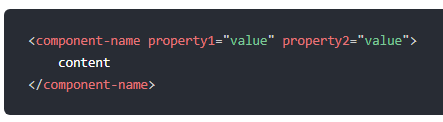 <component-name property1="value" property2="value">
    content
</component-name>